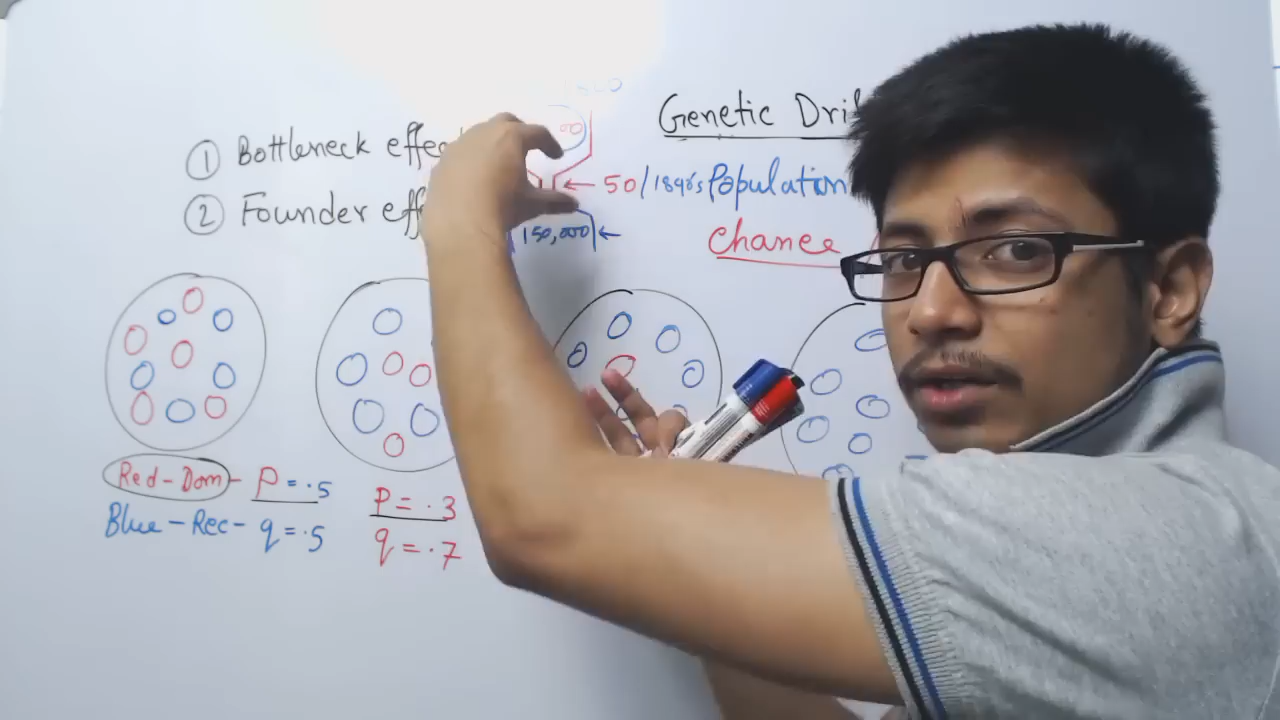 Genetic Dri
① Bottleneck effe
② Founder eff
50/1890's Population
150,000
Chance
Red-Dom- P=.5
Blue-Rec- q=.5
P=.3
q=.7